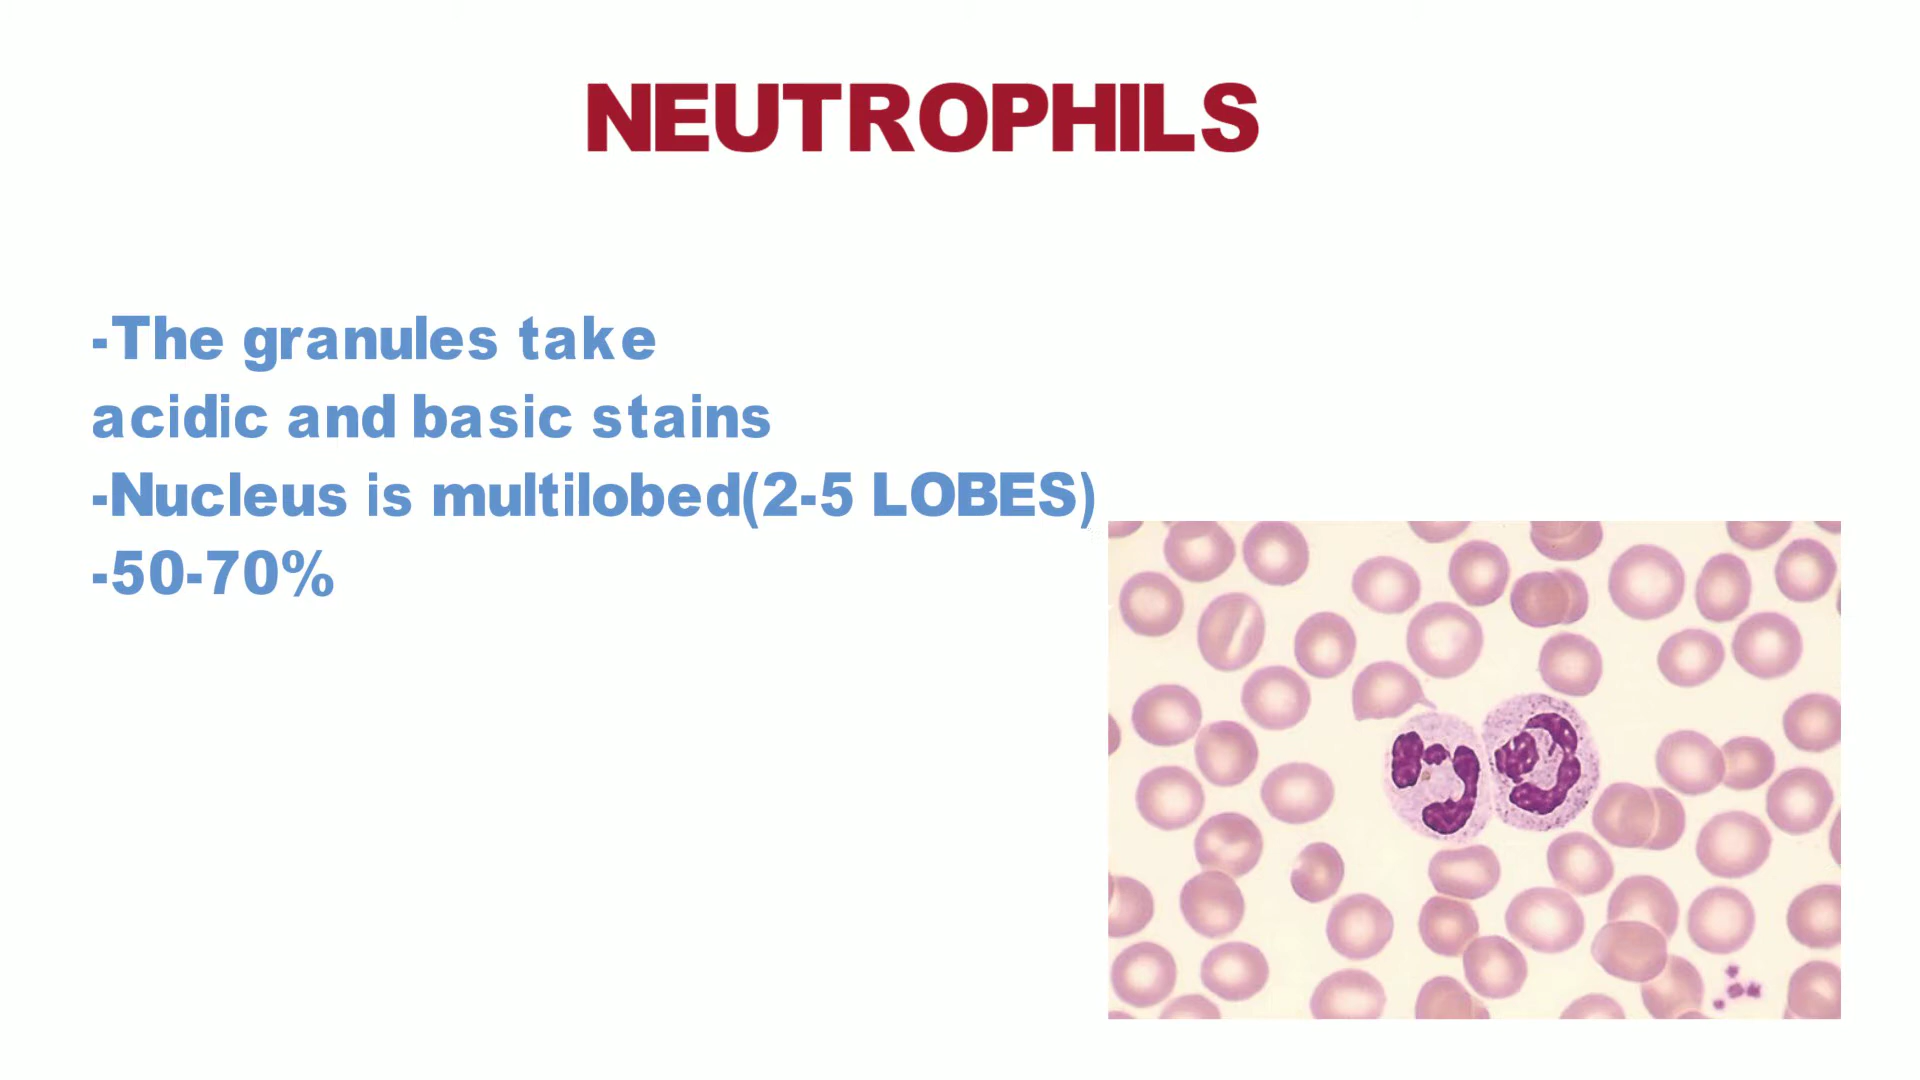 NEUTROPHILS
-The granules take
acidic and basic stains
-Nucleus is multilobed(2-5 LOBES)
-50-70%